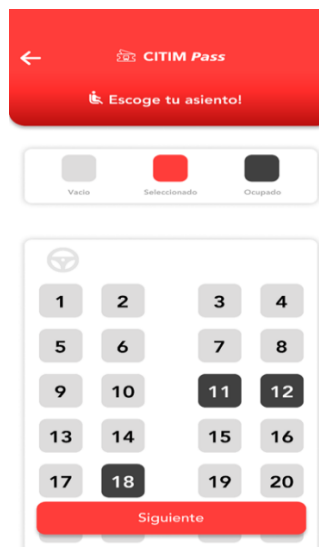 CITIM Pass
Escoge tu asiento!
Vacio Seleccionado Ocupado
1 2 3 4
5 6 7 8
9 10 11 12
13 14 15 16
17 18 19 20
Siguiente